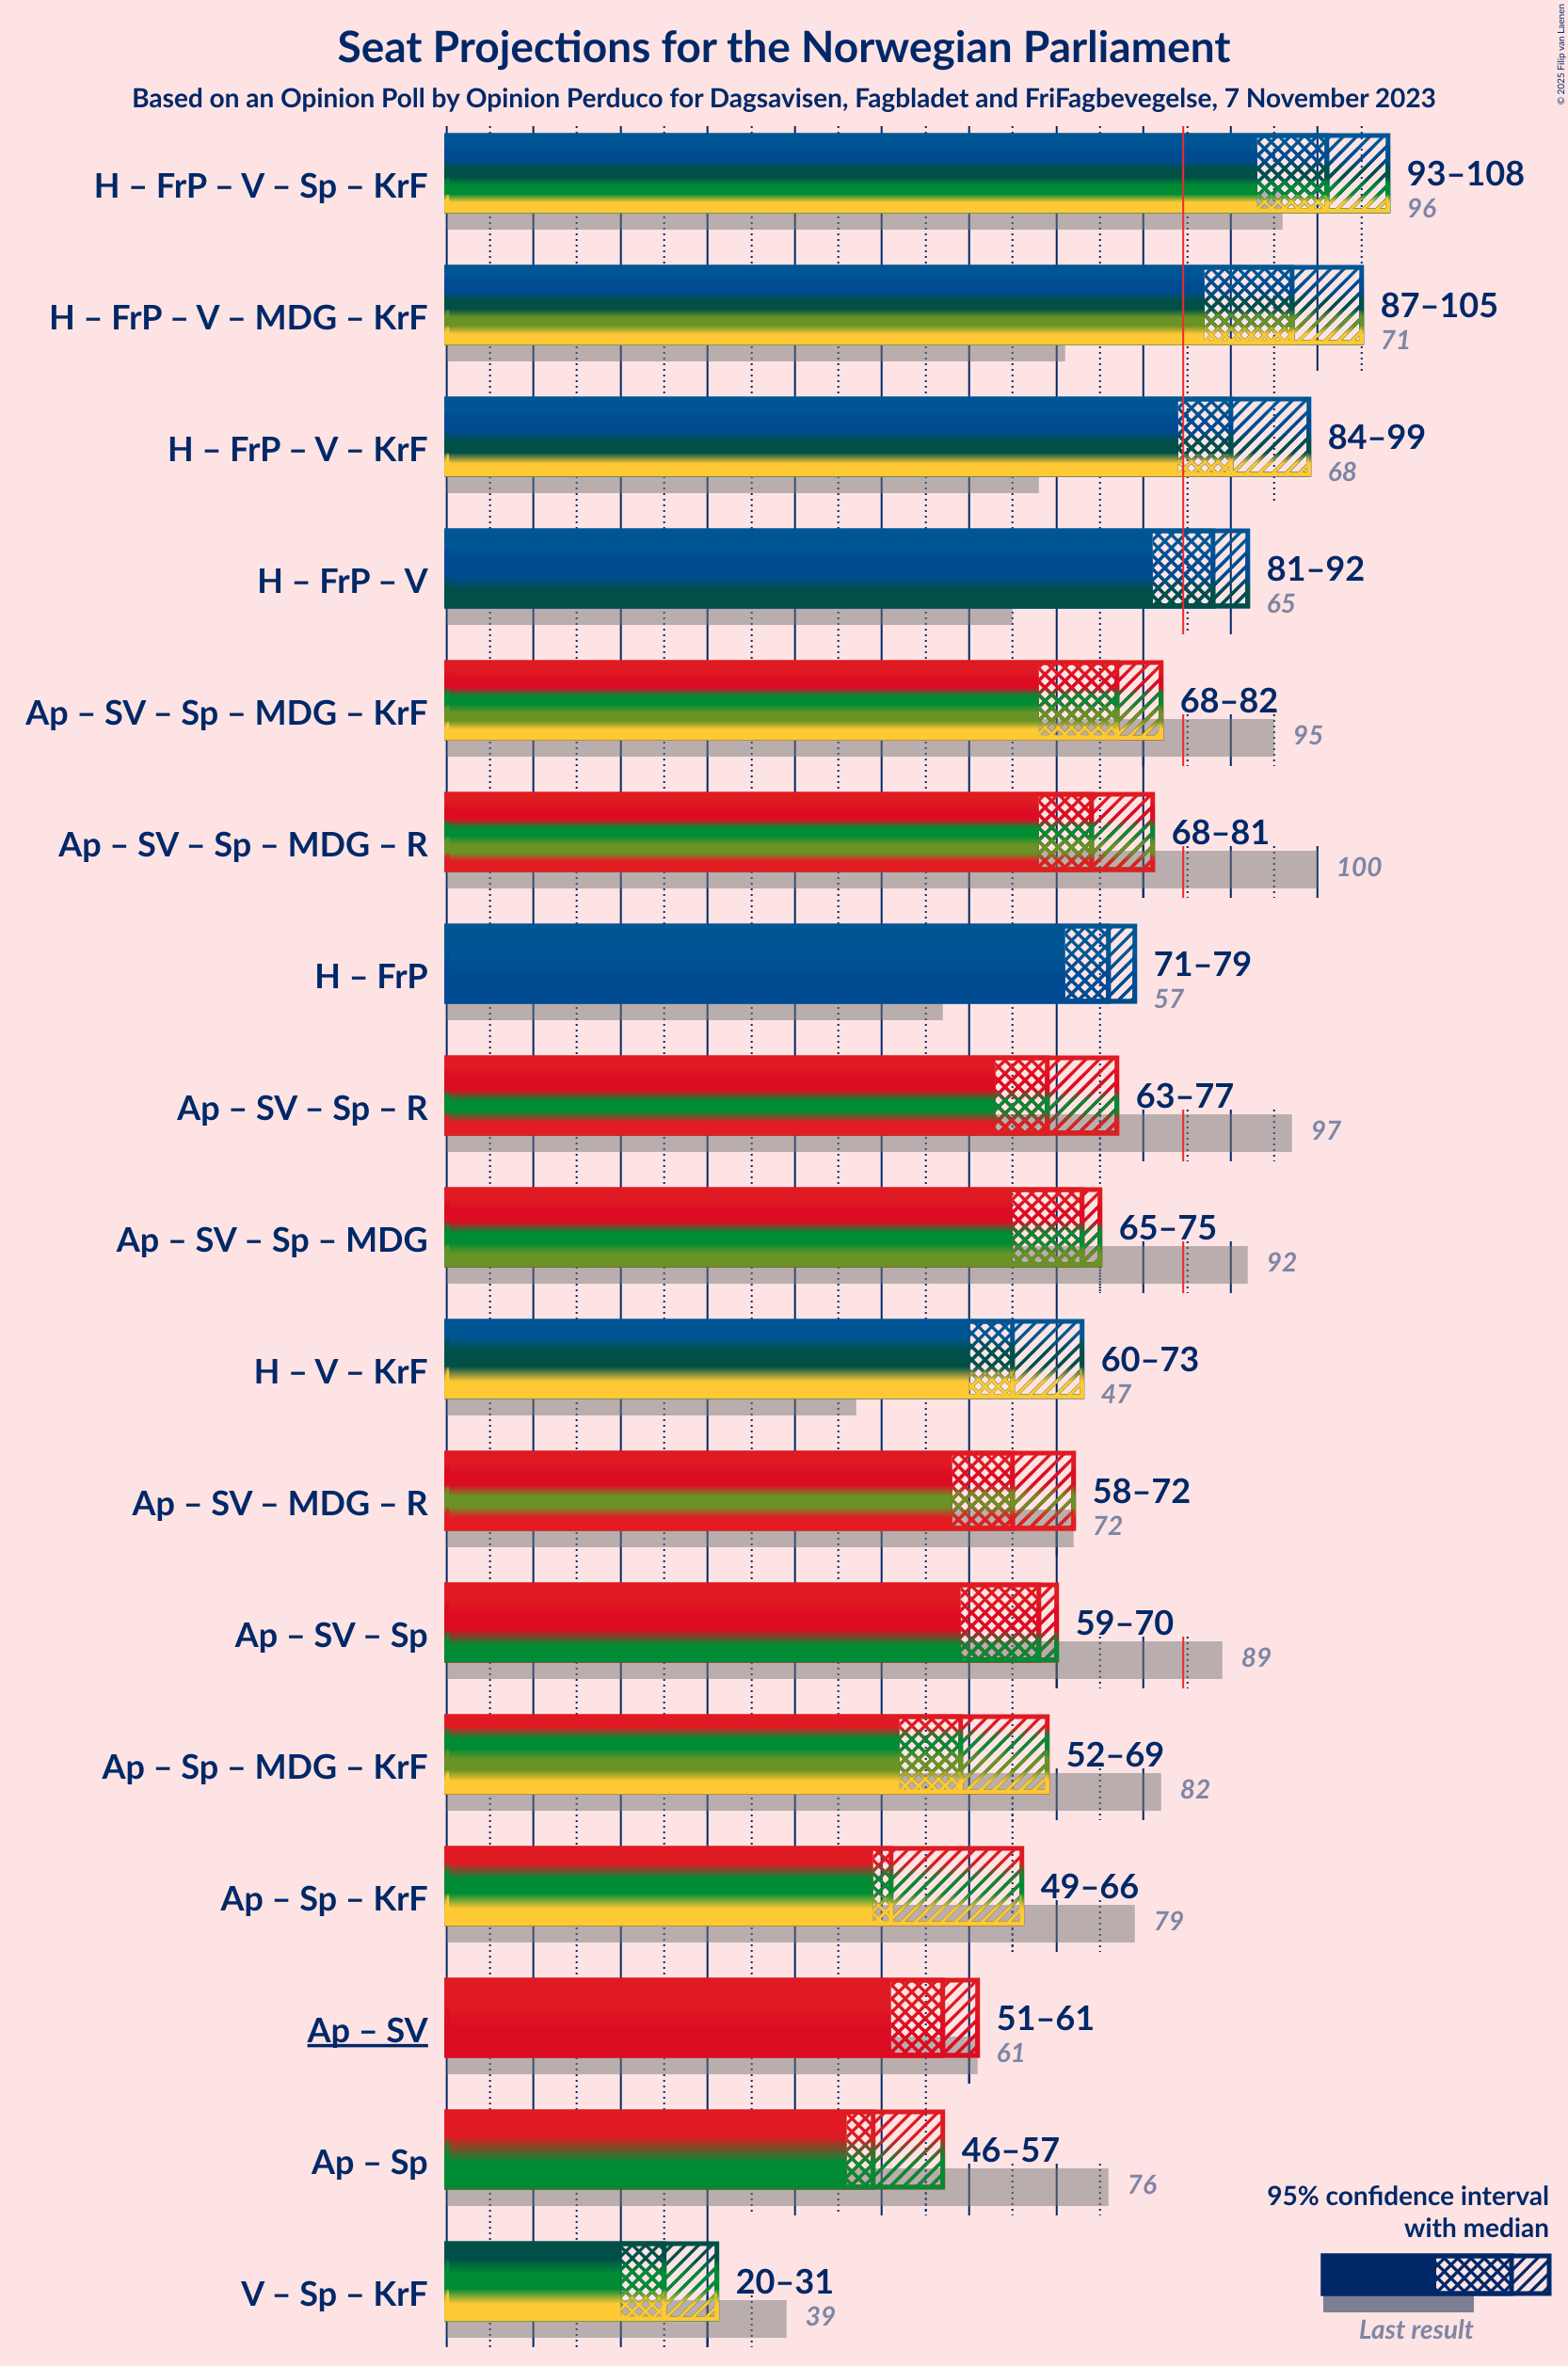 Seat Projections for the Norwegian Parliament
Based on an Opinion Poll by Opinion Perduco for Dagsavisen, Fagbladet and FriFagbevegelse, 7 November 2023
© 2025 Filip van Laenen
H – FrP – V – Sp – KrF
93–108
96
H – FrP – V – MDG – KrF
87–105
71
H – FrP – V – KrF
84–99
68
H – FrP – V
81–92
65
Ap – SV – Sp – MDG – KrF
68–82
95
Ap – SV – Sp – MDG – R
68–81
100
H – FrP
71–79
57
Ap – SV – Sp – R
63–77
97
Ap – SV – Sp – MDG
65–75
92
H – V – KrF
60–73
47
Ap – SV – MDG – R
58–72
72
Ap – SV – Sp
59–70
89
Ap – Sp – MDG – KrF
52–69
82
Ap – Sp – KrF
49–66
79
Ap – SV
51–61
61
Ap – Sp
46–57
76
V – Sp – KrF
20–31
39
95% confidence interval
with median
Last result